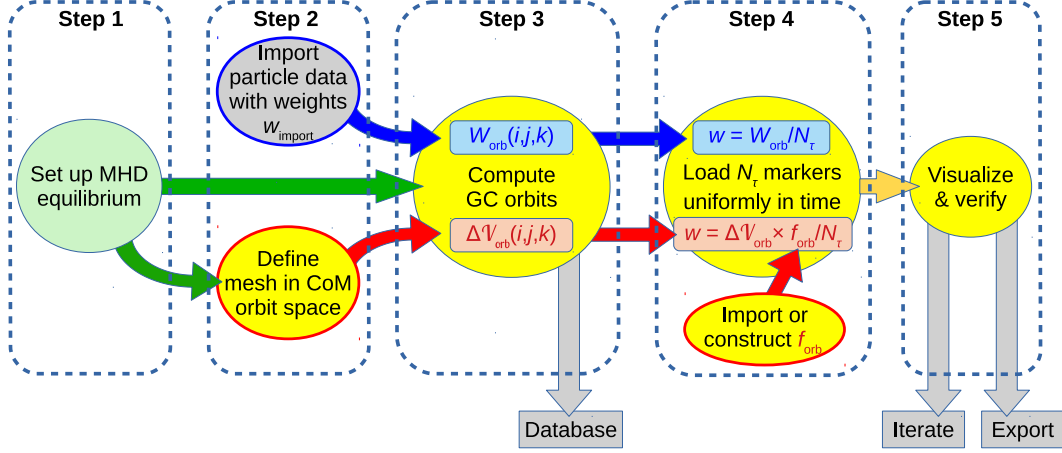 Step 1
Step 2
Step 3
Step 4
Step 5
Set up MHD
equilibrium
Import
particle data
with weights
w_import
Define
mesh in CoM
orbit space
W_orb(i,j,k)
Compute
GC orbits
Δ𝒱_orb(i,j,k)
w = W_orb/N_τ
Load N_τ markers
uniformly in time
w = Δ𝒱_orb × f_orb/N_τ
Import or
construct f_orb
Visualize
& verify
Database
Iterate
Export